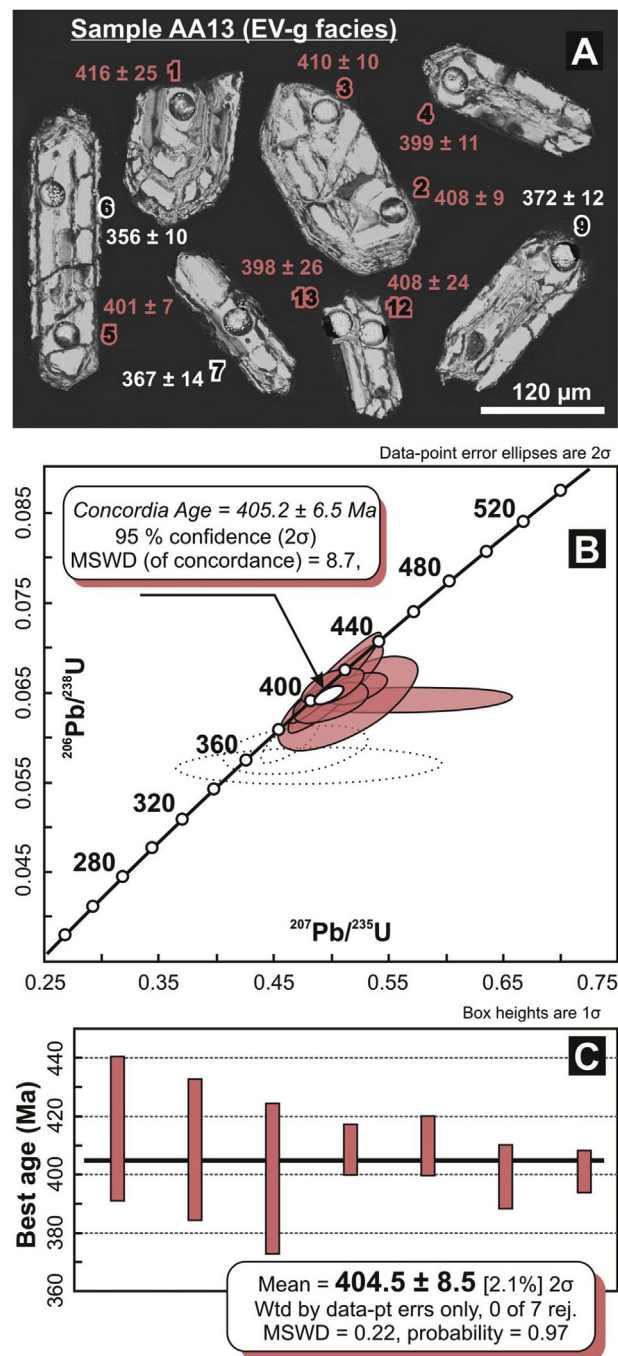 Sample AA13 (EV-g facies)
A
416 ± 25 1
410 ± 10
3
4
399 ± 11
2 408 ± 9
372 ± 12
9
6
356 ± 10
398 ± 26
13
408 ± 24
12
401 ± 7
5
367 ± 14 7
120 µm
Data-point error ellipses are 2σ
B
Concordia Age = 405.2 ± 6.5 Ma
95 % confidence (2σ)
MSWD (of concordance) = 8.7,
520
480
440
400
360
320
280
0.085
0.075
0.065
0.055
0.045
206Pb/238U
207Pb/235U
0.25 0.35 0.45 0.55 0.65 0.75
Box heights are 1σ
C
Best age (Ma)
440
420
400
380
360
Mean = 404.5 ± 8.5 [2.1%] 2σ
Wtd by data-pt errs only, 0 of 7 rej.
MSWD = 0.22, probability = 0.97